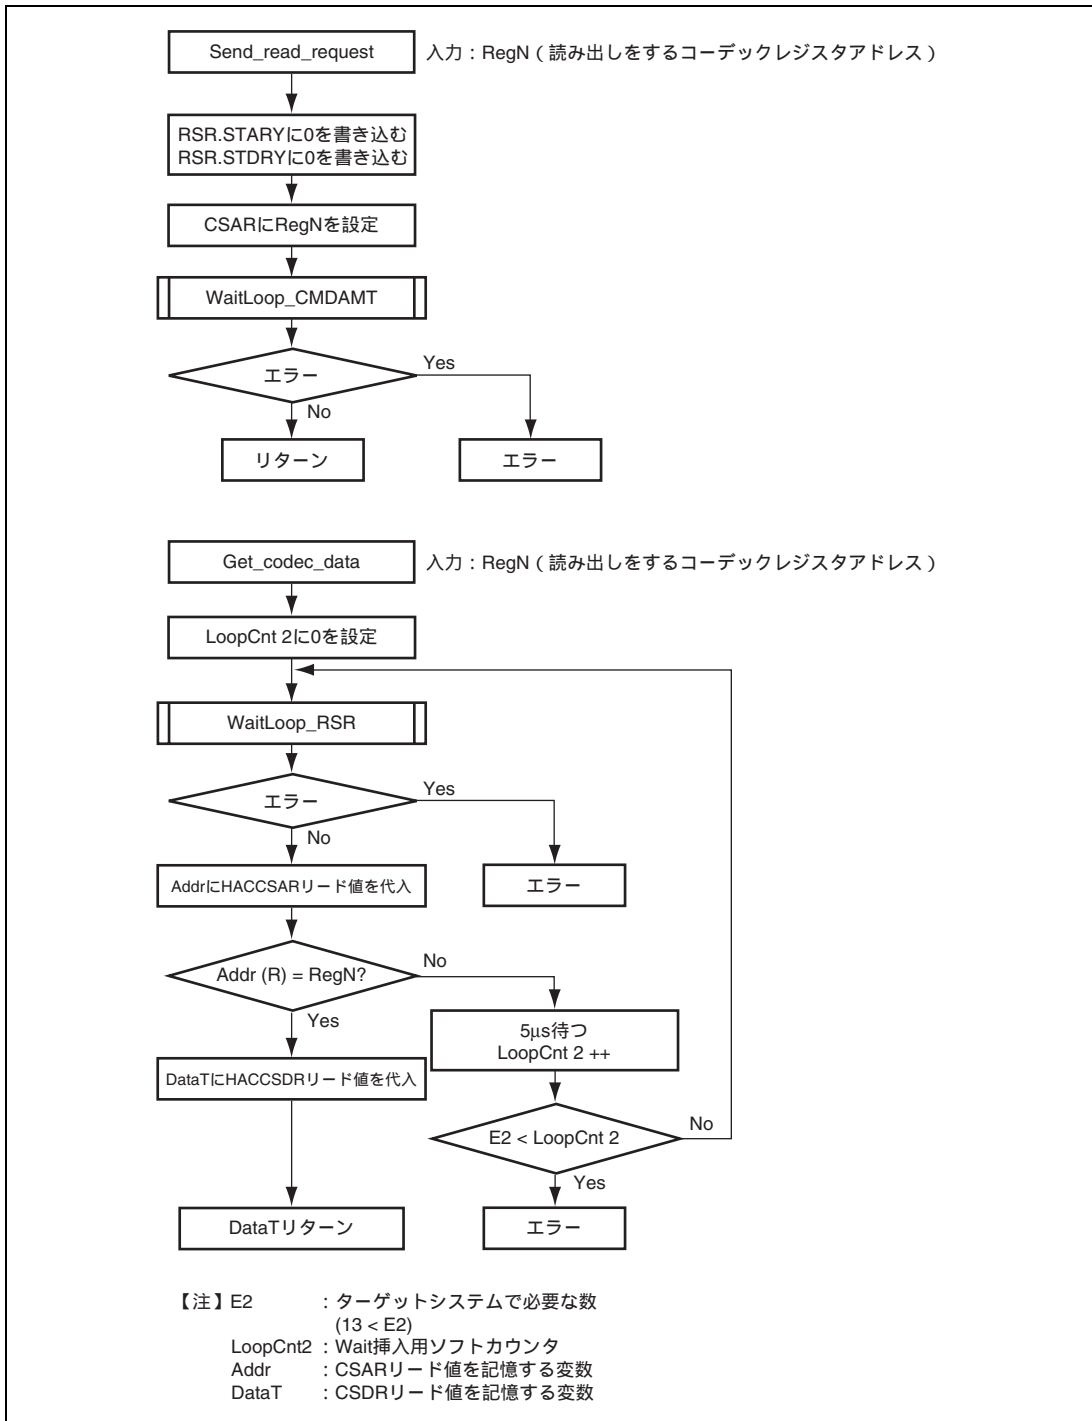 Send_read_request
入力 : RegN ( 読み出しをするコーデックレジスタアドレス )
RSR.STARYに0を書き込む
RSR.STDRYに0を書き込む
CSARにRegNを設定
WaitLoop_CMDAMT
エラー
Yes
No
リターン
エラー
Get_codec_data
入力 : RegN ( 読み出しをするコーデックレジスタアドレス )
LoopCnt 2に0を設定
WaitLoop_RSR
エラー
Yes
No
AddrにHACCSARリード値を代入
エラー
Addr (R) = RegN?
No
Yes
5μs待つ
LoopCnt 2 ++
DataTにHACCSDRリード値を代入
E2 < LoopCnt 2
No
Yes
DataTリターン
エラー
【注】E2 : ターゲットシステムで必要な数
(13 < E2)
LoopCnt2 : Wait挿入用ソフトカウンタ
Addr : CSARリード値を記憶する変数
DataT : CSDRリード値を記憶する変数